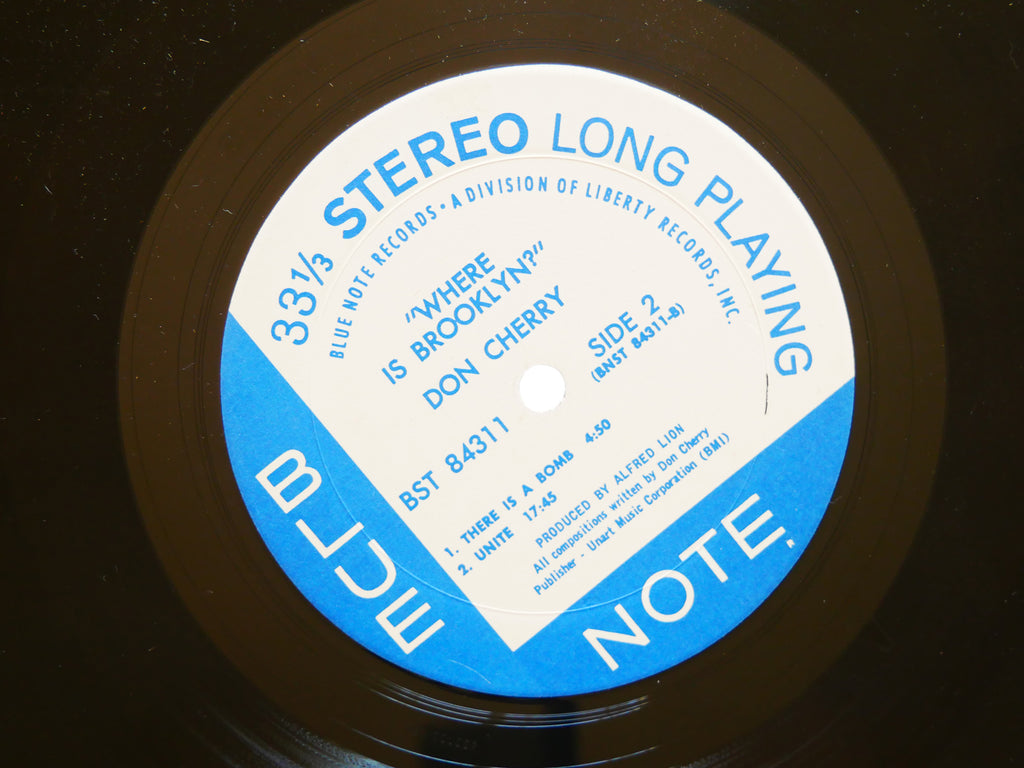 33⅓ STEREO LONG PLAYING
BLUE NOTE RECORDS • A DIVISION OF LIBERTY RECORDS, INC.
"WHERE
IS BROOKLYN?"
DON CHERRY
SIDE 2
(BNST 84311-B)
BST 84311
1. THERE IS A BOMB 4:50
2. UNITE 17:45
PRODUCED BY ALFRED LION
All compositions written by Don Cherry
Publisher - Unart Music Corporation (BMI)
BLUE NOTE
R